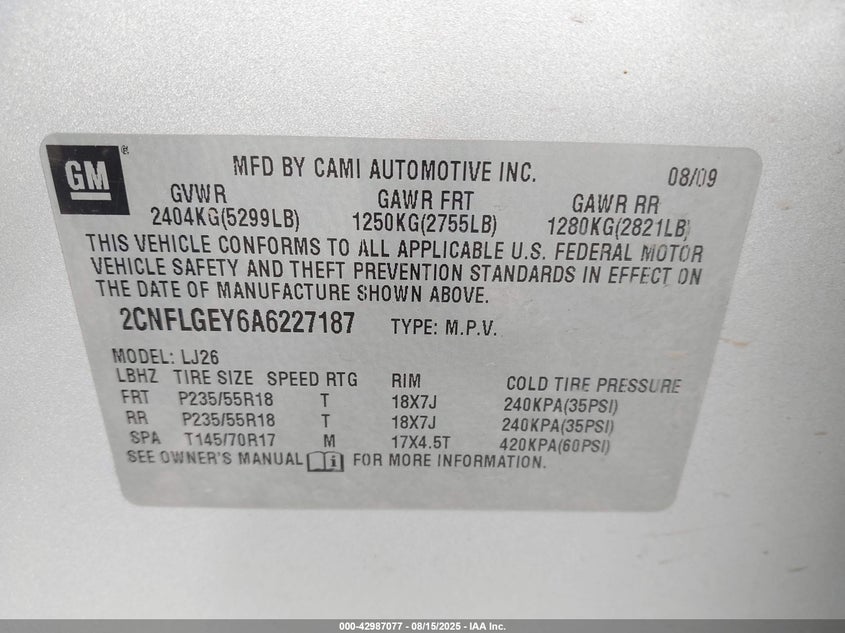 GM ®
MFD BY CAMI AUTOMOTIVE INC. 08/09
GVWR GAWR FRT GAWR RR
2404KG(5299LB) 1250KG(2755LB) 1280KG(2821LB)
THIS VEHICLE CONFORMS TO ALL APPLICABLE U.S. FEDERAL MOTOR
VEHICLE SAFETY AND THEFT PREVENTION STANDARDS IN EFFECT ON
THE DATE OF MANUFACTURE SHOWN ABOVE.
2CNFLGEY6A6227187 TYPE: M.P.V.
MODEL: LJ26
LBHZ TIRE SIZE SPEED RTG RIM COLD TIRE PRESSURE
FRT P235/55R18 T 18X7J 240KPA(35PSI)
RR P235/55R18 T 18X7J 240KPA(35PSI)
SPA T145/70R17 M 17X4.5T 420KPA(60PSI)
SEE OWNER'S MANUAL i FOR MORE INFORMATION.
000-42987077 - 08/15/2025 - IAA Inc.